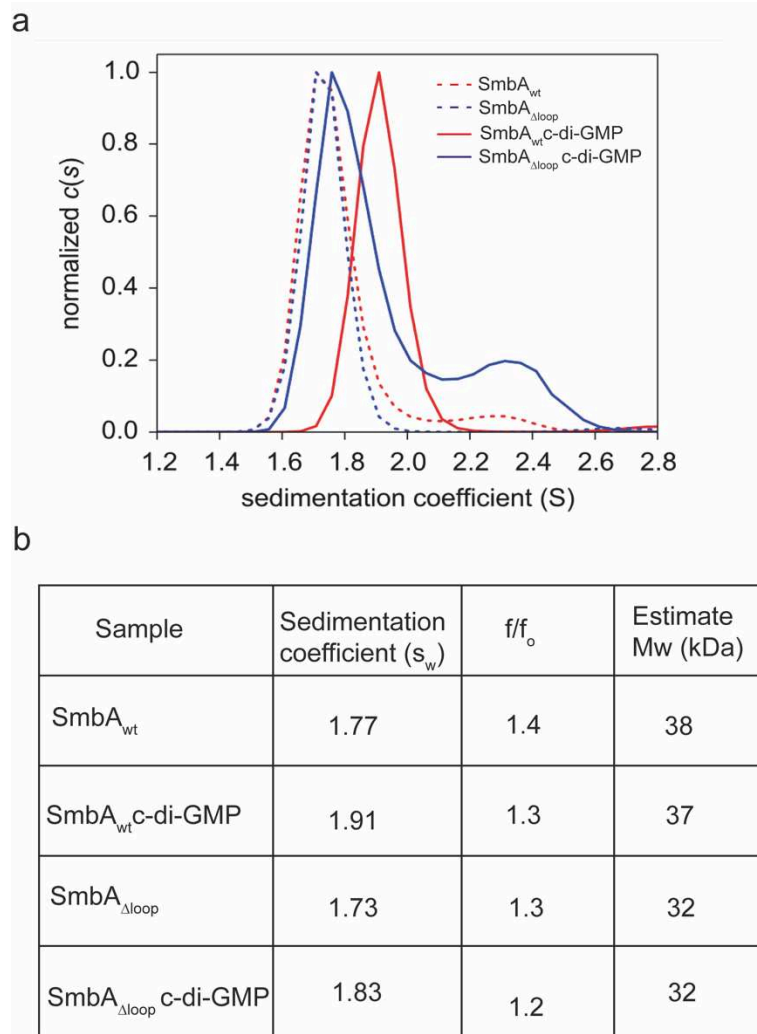 a
normalized c(s)
1.0
0.8
0.6
0.4
0.2
0.0
1.2 1.4 1.6 1.8 2.0 2.2 2.4 2.6 2.8
sedimentation coefficient (S)
SmbAwt
SmbAΔloop
SmbAwtc-di-GMP
SmbAΔloop c-di-GMP
b
Sample Sedimentation coefficient (sw) f/fo Estimate Mw (kDa)
SmbAwt 1.77 1.4 38
SmbAwtc-di-GMP 1.91 1.3 37
SmbAΔloop 1.73 1.3 32
SmbAΔloop c-di-GMP 1.83 1.2 32